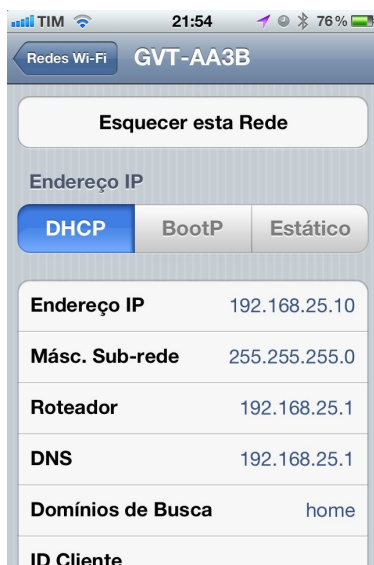 TIM 21:54 76%
Redes Wi-Fi GVT-AA3B
Esquecer esta Rede
Endereço IP
DHCP BootP Estático
Endereço IP 192.168.25.10
Másc. Sub-rede 255.255.255.0
Roteador 192.168.25.1
DNS 192.168.25.1
Domínios de Busca home
ID Cliente